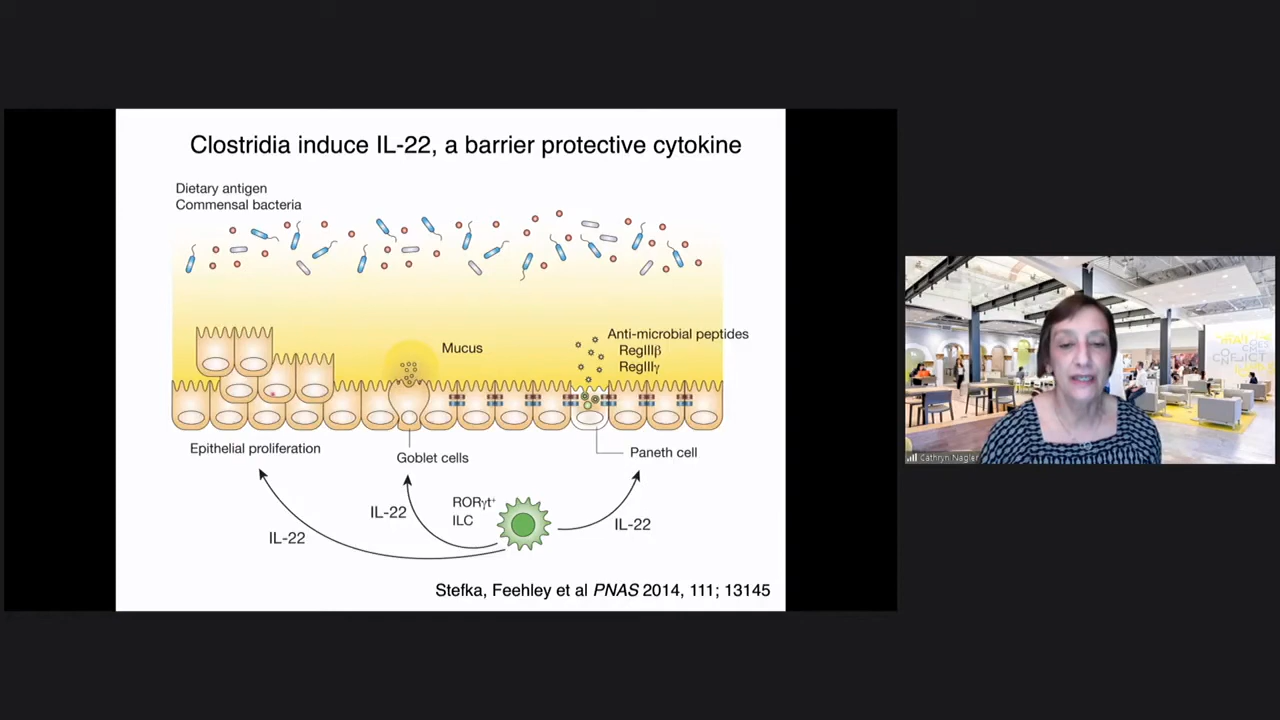 Clostridia induce IL-22, a barrier protective cytokine
Dietary antigen
Commensal bacteria
Anti-microbial peptides
RegIIIβ
RegIIIγ
Mucus
Epithelial proliferation
Goblet cells
Paneth cell
RORγt⁺
ILC
IL-22
IL-22
IL-22
Stefka, Feehley et al PNAS 2014, 111; 13145
Cathryn Nagler
CONFLICT